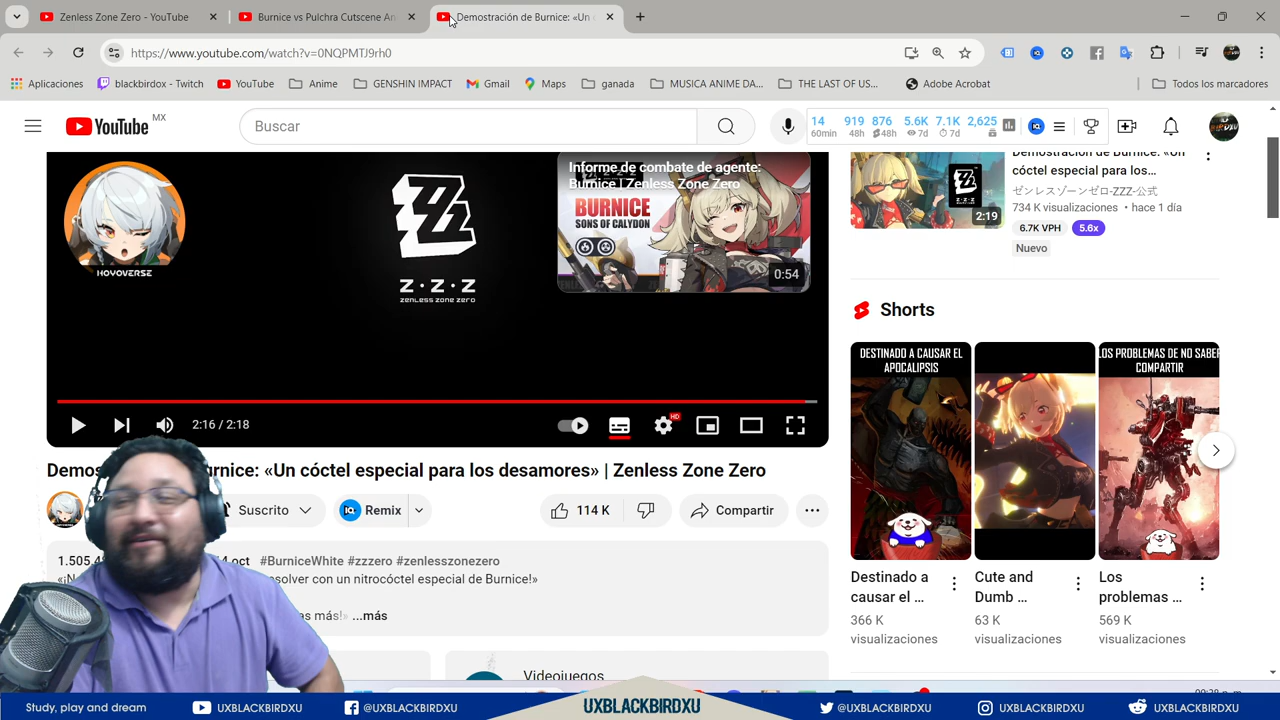 Zenless Zone Zero - YouTube
Burnice vs Pulchra Cutscene An
Demostración de Burnice: «Un
https://www.youtube.com/watch?v=0NQPMTJ9rh0
Aplicaciones
blackbirdox - Twitch
YouTube
Anime
GENSHIN IMPACT
Gmail
Maps
ganada
MUSICA ANIME DA...
THE LAST OF US...
Adobe Acrobat
Todos los marcadores
YouTube MX
Buscar
14 919 876 5.6K 7.1K 2,625
60min 48h 48h 7d 7d
HOYOVERSE
Z·Z·Z
zenless zone zero
Informe de combate de agente:
Burnice | Zenless Zone Zero
BURNICE
SONS OF CALYDON
0:54
2:16 / 2:18
HD
Demos
urnice: «Un cóctel especial para los desamores» | Zenless Zone Zero
Suscrito
Remix
114 K
Compartir
oct #BurniceWhite #zzzero #zenlesszonezero
solver con un nitrocóctel especial de Burnice!»
as más!» ...más
Videojuegos
Demostración de Burnice: «Un
cóctel especial para los...
ゼンレスゾーンゼロ-ZZZ-公式
734 K visualizaciones • hace 1 día
6.7K VPH 5.6x
Nuevo
2:19
Shorts
DESTINADO A CAUSAR EL
APOCALIPSIS
LOS PROBLEMAS DE NO SABER
COMPARTIR
Destinado a
causar el ...
366 K
visualizaciones
Cute and
Dumb ...
63 K
visualizaciones
Los
problemas ...
569 K
visualizaciones
Study, play and dream
UXBLACKBIRDXU
@UXBLACKBIRDXU
UXBLACKBIRDXU
@UXBLACKBIRDXU
UXBLACKBIRDXU
UXBLACKBIRDXU